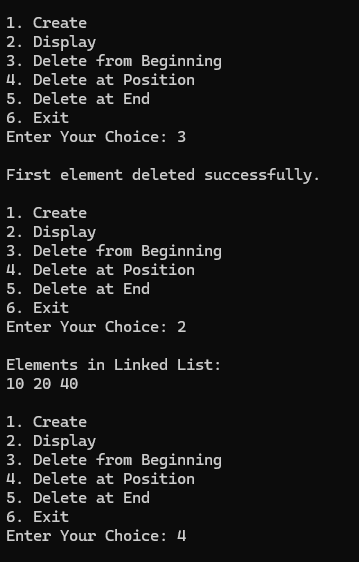 1. Create
2. Display
3. Delete from Beginning
4. Delete at Position
5. Delete at End
6. Exit
Enter Your Choice: 3
First element deleted successfully.
1. Create
2. Display
3. Delete from Beginning
4. Delete at Position
5. Delete at End
6. Exit
Enter Your Choice: 2
Elements in Linked List:
10 20 40
1. Create
2. Display
3. Delete from Beginning
4. Delete at Position
5. Delete at End
6. Exit
Enter Your Choice: 4